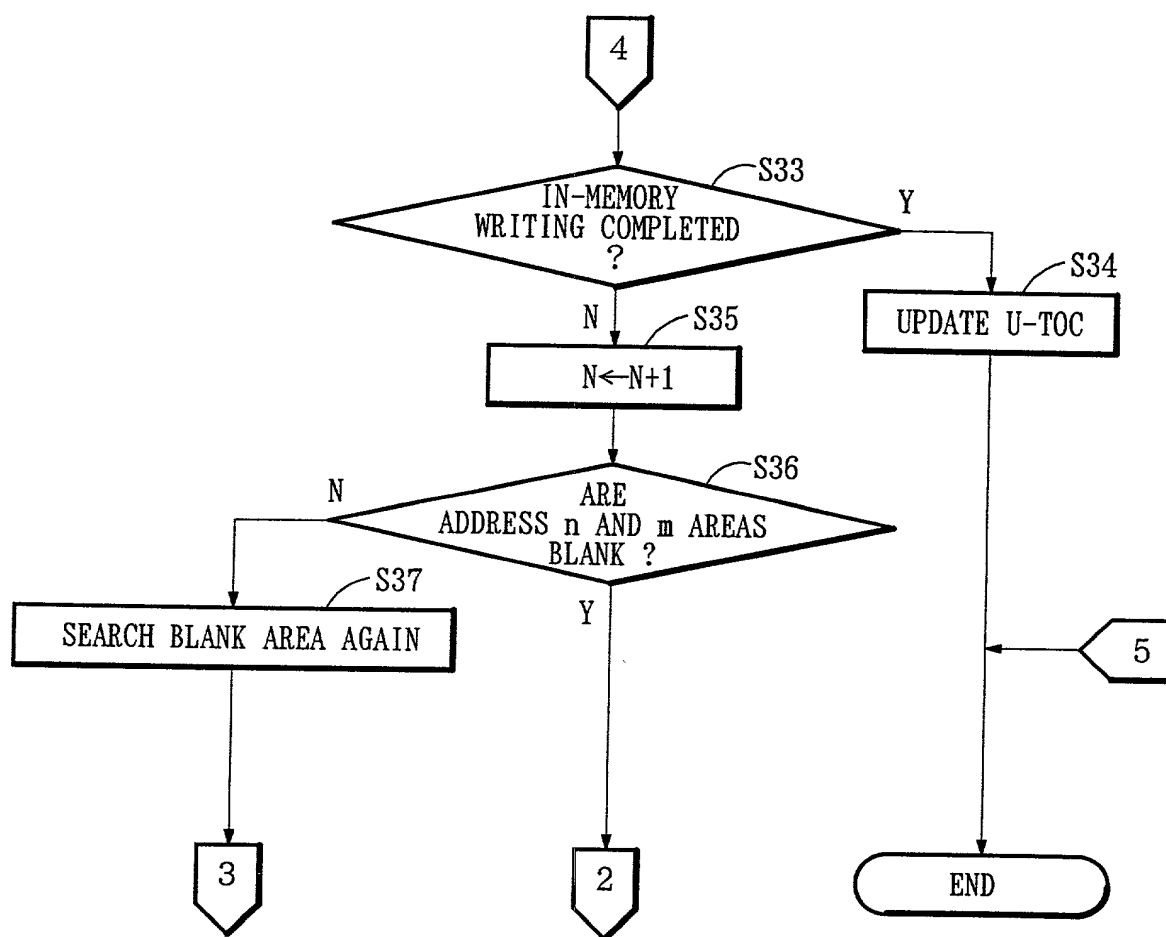 4
S33
IN-MEMORY
WRITING COMPLETED
?
Y
S34
UPDATE U-TOC
N
S35
N←N+1
S36
N
ARE
ADDRESS n AND m AREAS
BLANK ?
S37
Y
SEARCH BLANK AREA AGAIN
5
3
2
END